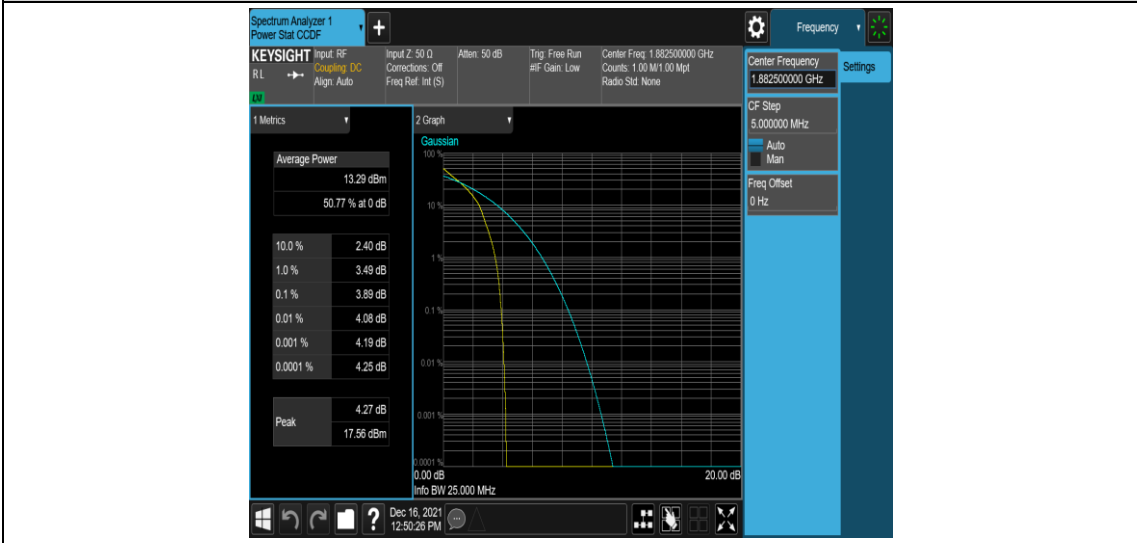 Spectrum Analyzer 1
Power Stat CCDF
+
Frequency
KEYSIGHT
RL
LM
Input: RF
Coupling: DC
Align: Auto
Input Z: 50 Ω
Corrections: Off
Freq Ref: Int (S)
Atten: 50 dB
Trig: Free Run
#IF Gain: Low
Center Freq: 1.882500000 GHz
Counts: 1.00 M/1.00 Mpt
Radio Std: None
Center Frequency
1.882500000 GHz
Settings
CF Step
5.000000 MHz
Auto
Man
Freq Offset
0 Hz
1 Metrics
Average Power
13.29 dBm
50.77 % at 0 dB
10.0 % 2.40 dB
1.0 % 3.49 dB
0.1 % 3.89 dB
0.01 % 4.08 dB
0.001 % 4.19 dB
0.0001 % 4.25 dB
Peak
4.27 dB
17.56 dBm
2 Graph
Gaussian
100 %
10 %
1 %
0.1 %
0.01 %
0.001 %
0.0001 %
0.00 dB
20.00 dB
Info BW 25.000 MHz
?
Dec 16, 2021
12:50:26 PM